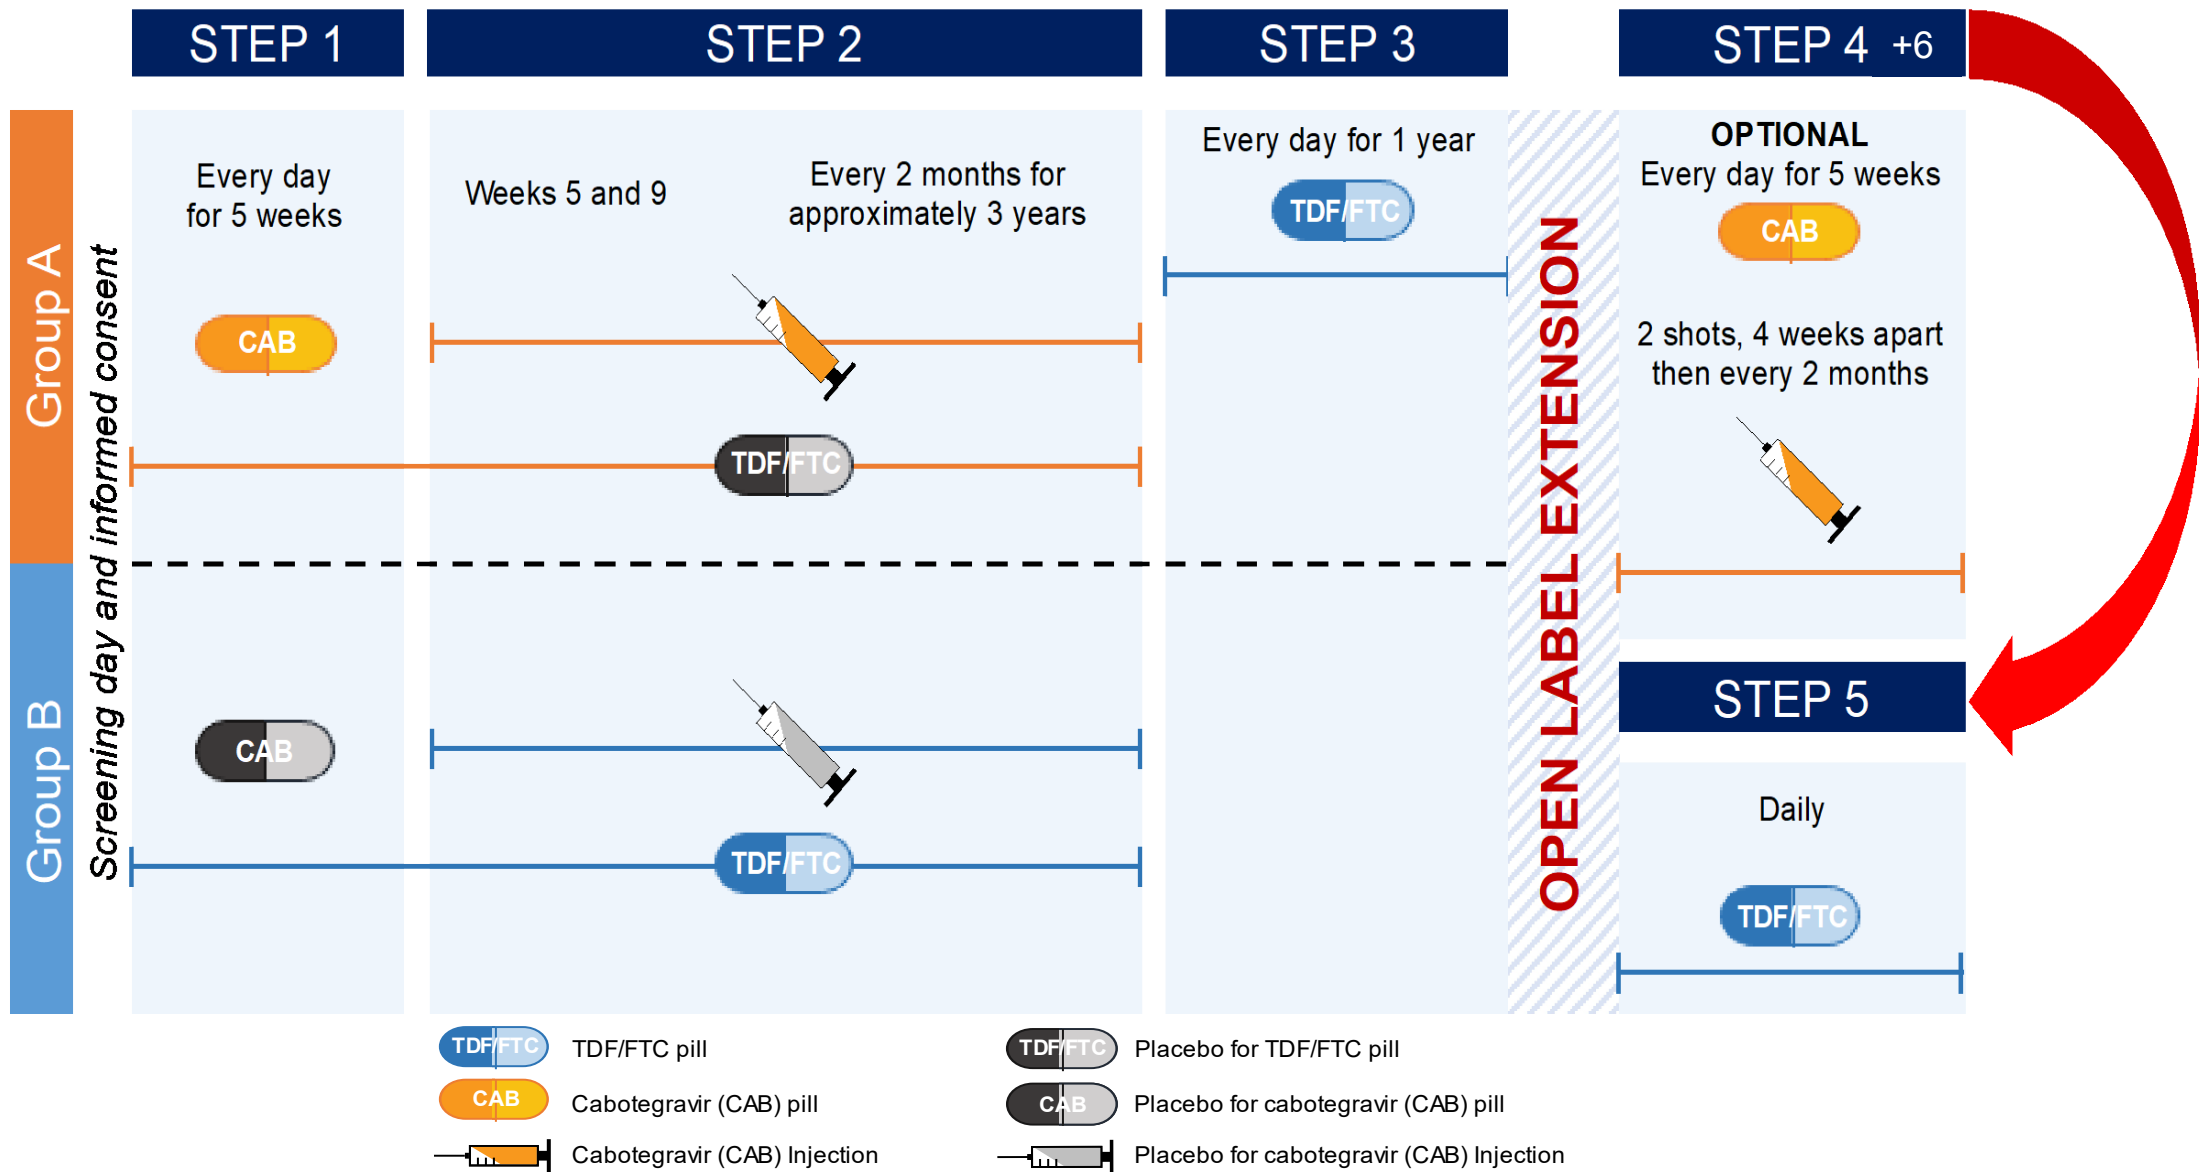 STEP 1
STEP 2
STEP 3
STEP 4 +6
Group A
Group B
Screening day and informed consent
Every day
for 5 weeks
CAB
Weeks 5 and 9
Every 2 months for
approximately 3 years
TDF/FTC
Every day for 1 year
TDF/FTC
OPEN LABEL EXTENSION
OPTIONAL
Every day for 5 weeks
CAB
2 shots, 4 weeks apart
then every 2 months
CAB
TDF/FTC
STEP 5
Daily
TDF/FTC
TDF/FTC
TDF/FTC pill
TDF/FTC
Placebo for TDF/FTC pill
CAB
Cabotegravir (CAB) pill
CAB
Placebo for cabotegravir (CAB) pill
Cabotegravir (CAB) Injection
Placebo for cabotegravir (CAB) Injection